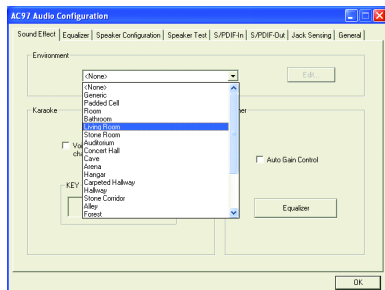 AC97 Audio Configuration
Sound Effect | Equalizer | Speaker Configuration | Speaker Test | S/PDIF-In | S/PDIF-Out | Jack Sensing | General
Environment
<None>
Edit...
<None>
Generic
Padded Cell
Room
Bathroom
Living Room
Stone Room
Auditorium
Concert Hall
Cave
Arena
Hangar
Carpeted Hallway
Hallway
Stone Corridor
Alley
Forest
Karaoke
Auto Gain Control
KEY
Equalizer
OK